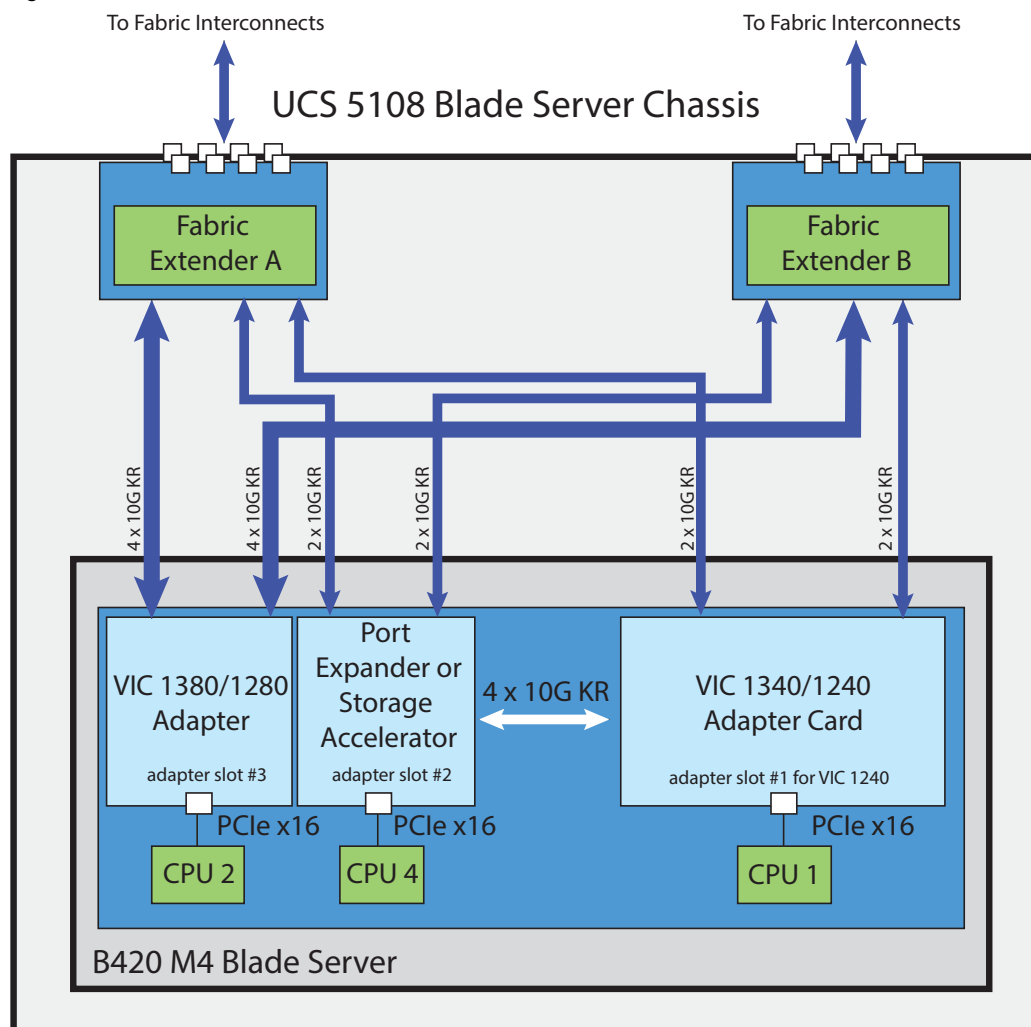 To Fabric Interconnects
To Fabric Interconnects
UCS 5108 Blade Server Chassis
Fabric
Extender A
Fabric
Extender B
4 x 10G KR
4 x 10G KR
2 x 10G KR
2 x 10G KR
2 x 10G KR
2 x 10G KR
VIC 1380/1280
Adapter
adapter slot #3
Port
Expander or
Storage
Accelerator
adapter slot #2
4 x 10G KR
VIC 1340/1240
Adapter Card
adapter slot #1 for VIC 1240
PCIe x16
PCIe x16
PCIe x16
CPU 2
CPU 4
CPU 1
B420 M4 Blade Server